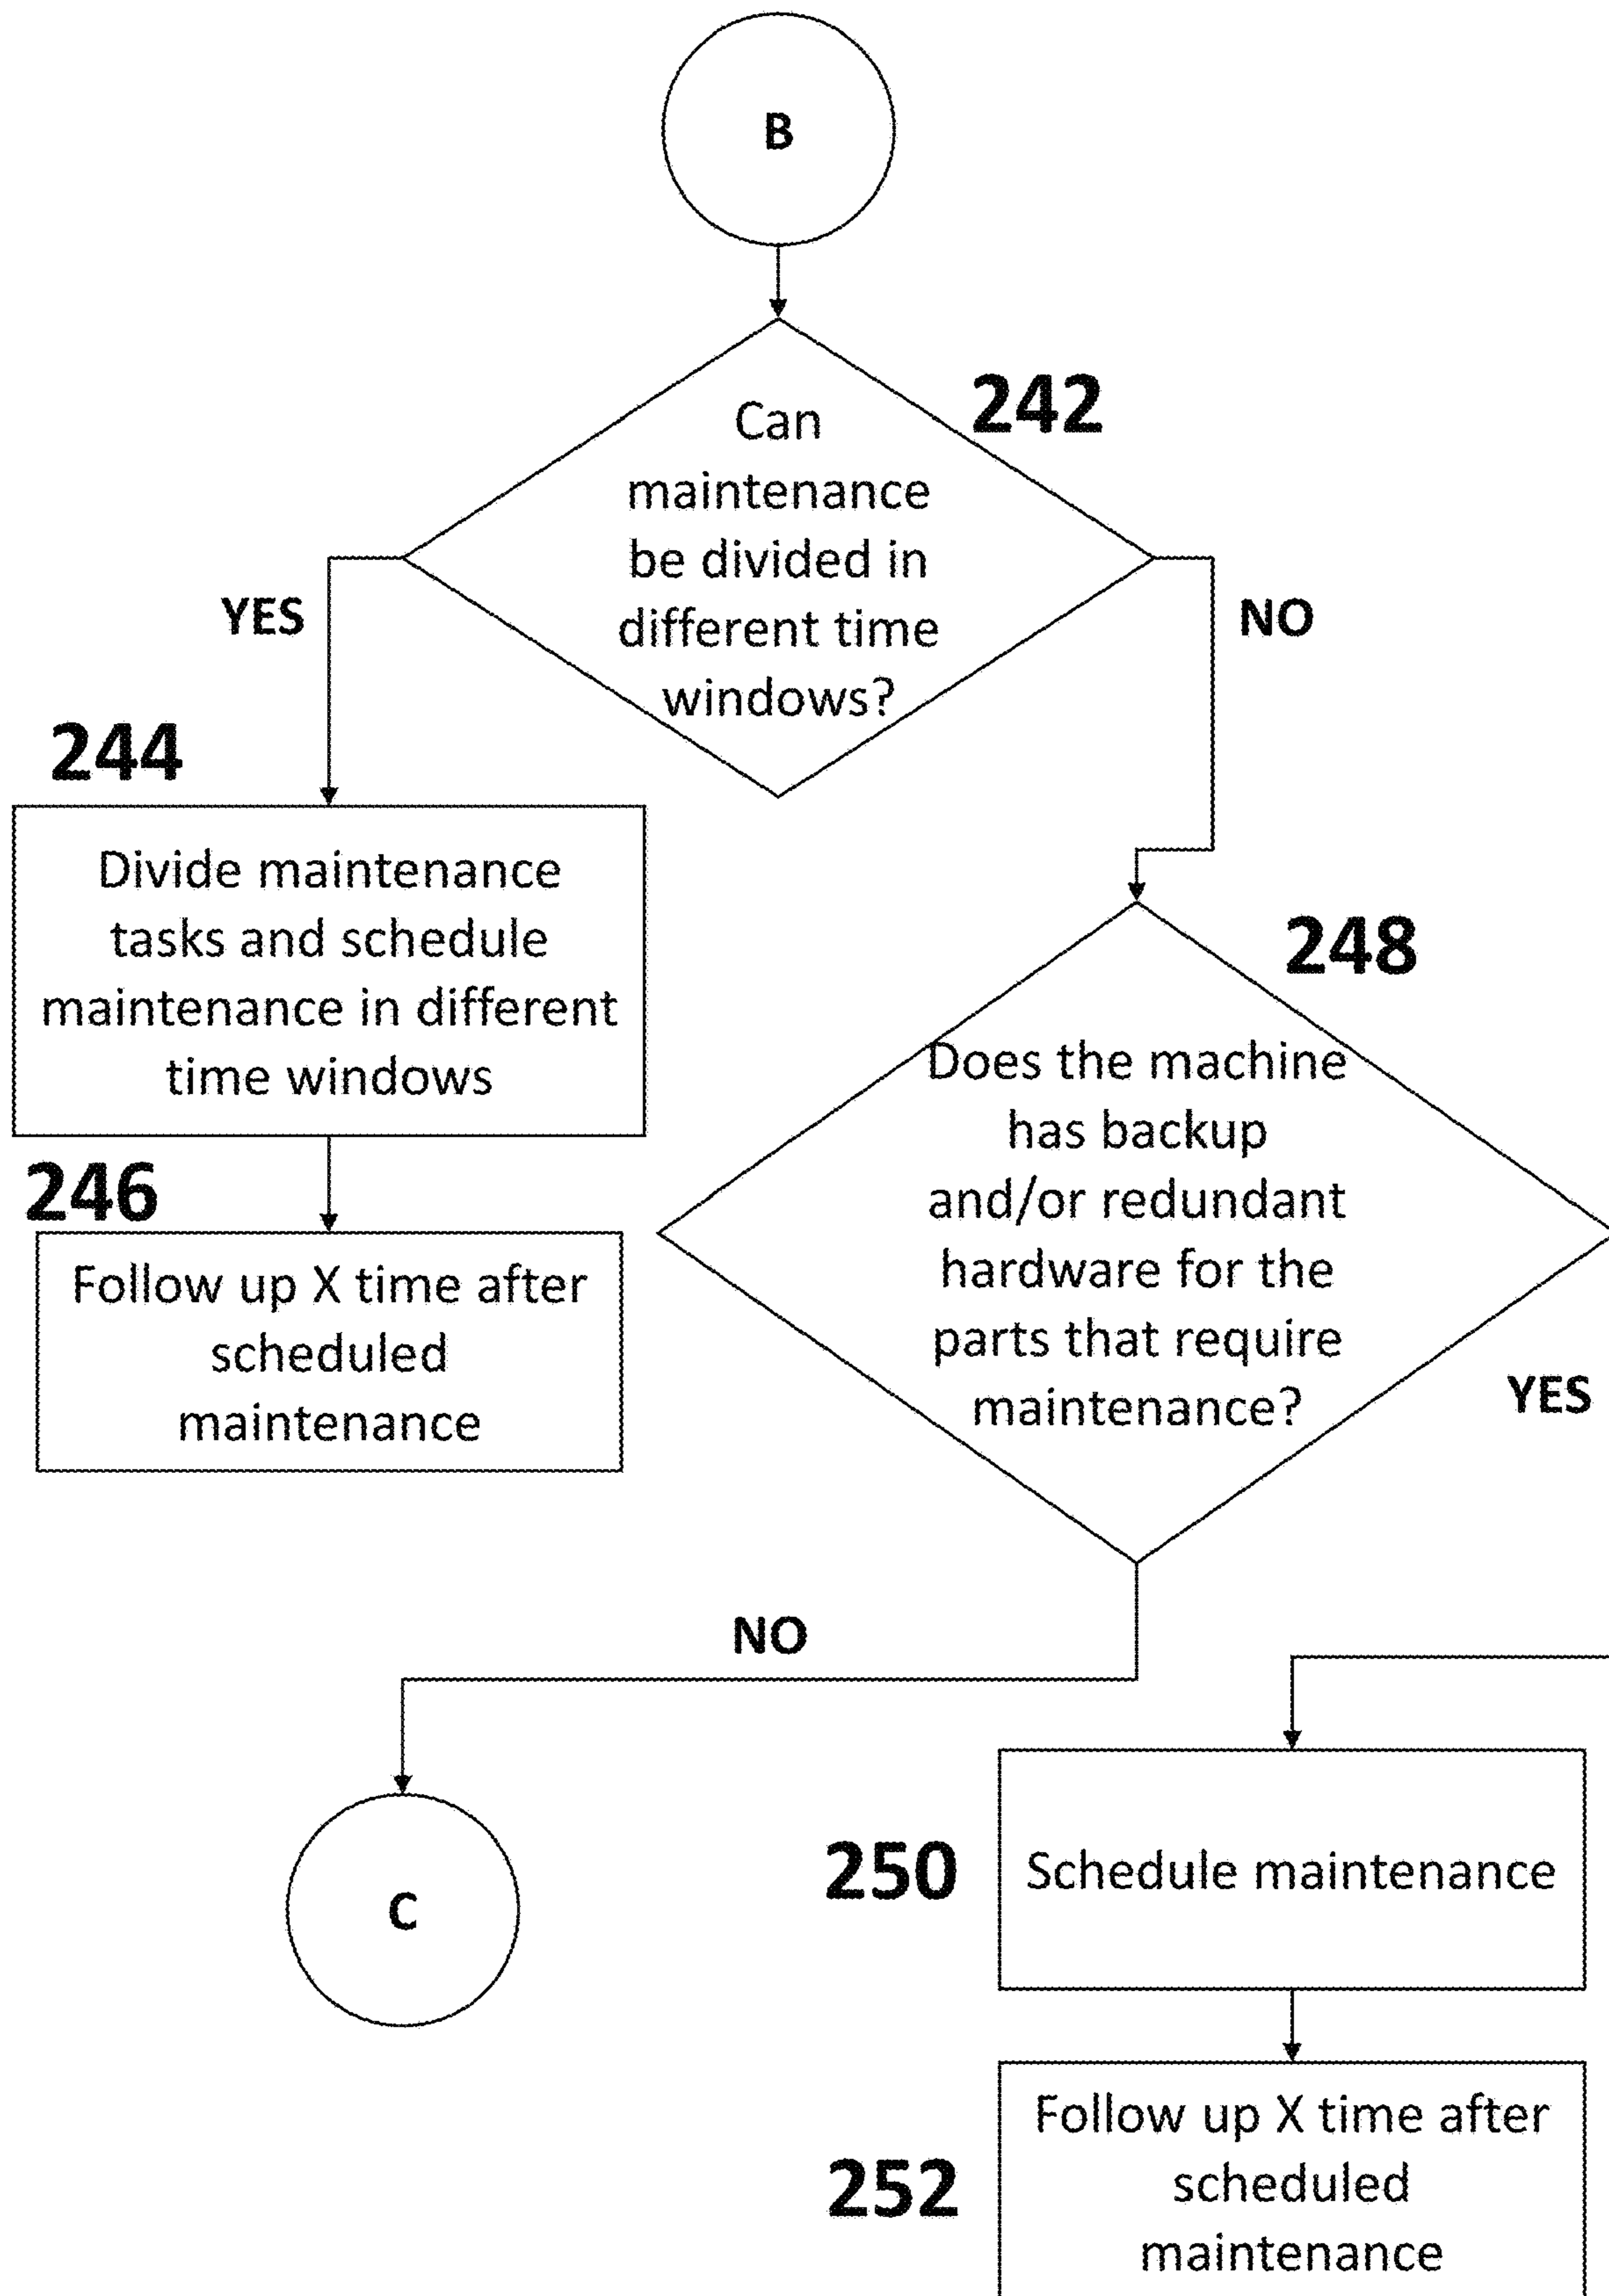 B
242
Can
maintenance
be divided in
different time
windows?
YES
NO
244
Divide maintenance
tasks and schedule
maintenance in different
time windows
248
Does the machine
has backup
and/or redundant
hardware for the
parts that require
maintenance?
246
Follow up X time after
scheduled
maintenance
YES
NO
C
250
Schedule maintenance
252
Follow up X time after
scheduled
maintenance